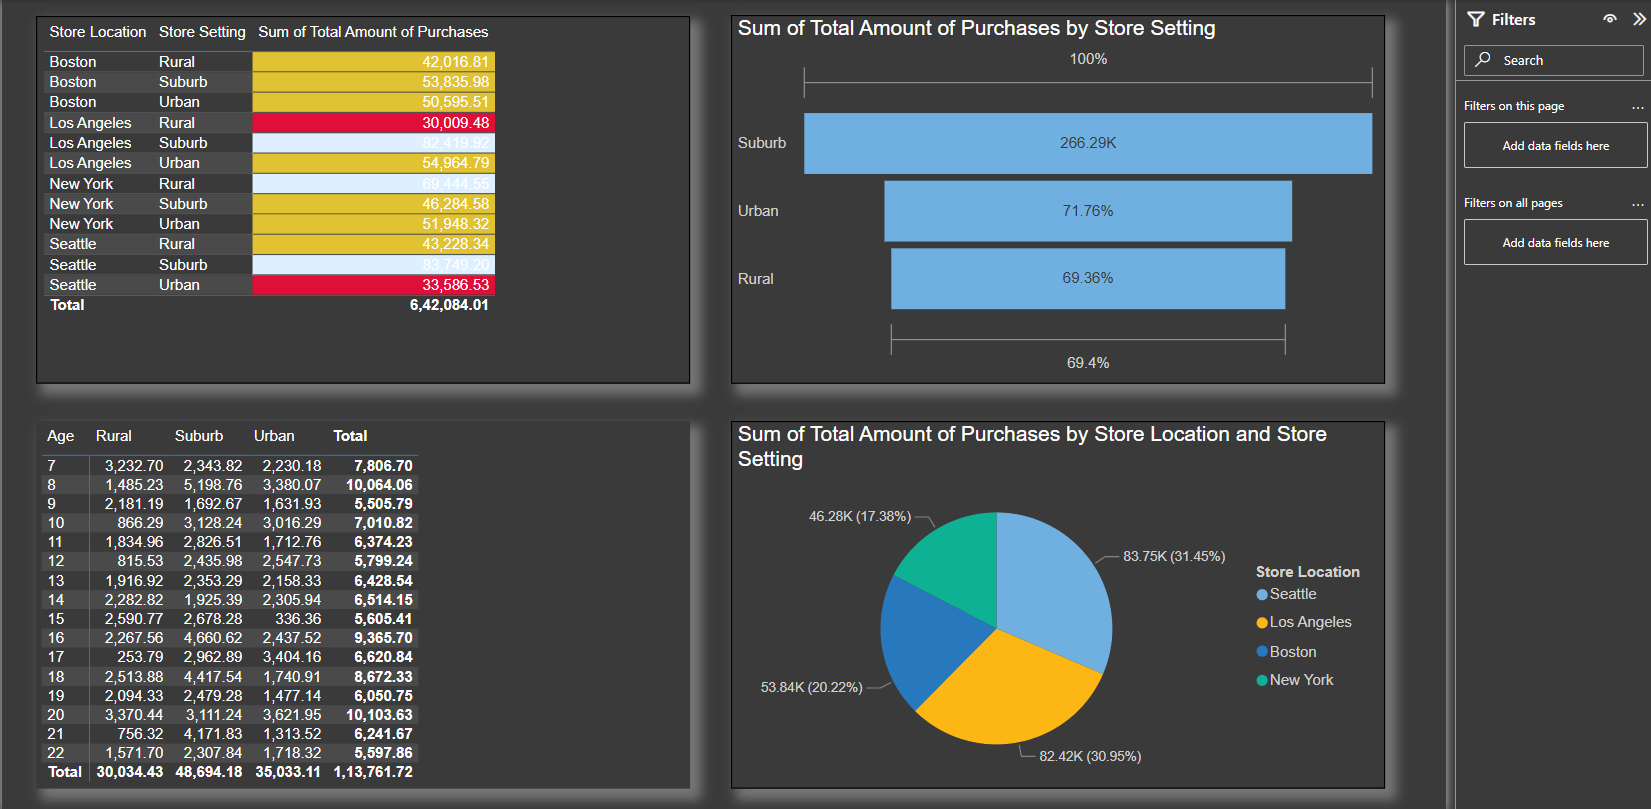 Store Location Store Setting Sum of Total Amount of Purchases
Boston Rural 42,016.81
Boston Suburb 53,835.98
Boston Urban 50,595.51
Los Angeles Rural 30,009.48
Los Angeles Suburb 82,419.92
Los Angeles Urban 54,964.79
New York Rural 69,444.55
New York Suburb 46,284.58
New York Urban 51,948.32
Seattle Rural 43,228.34
Seattle Suburb 83,749.20
Seattle Urban 33,586.53
Total 6,42,084.01
Sum of Total Amount of Purchases by Store Setting
100%
Suburb 266.29K
Urban 71.76%
Rural 69.36%
69.4%
Age Rural Suburb Urban Total
7 3,232.70 2,343.82 2,230.18 7,806.70
8 1,485.23 5,198.76 3,380.07 10,064.06
9 2,181.19 1,692.67 1,631.93 5,505.79
10 866.29 3,128.24 3,016.29 7,010.82
11 1,834.96 2,826.51 1,712.76 6,374.23
12 815.53 2,435.98 2,547.73 5,799.24
13 1,916.92 2,353.29 2,158.33 6,428.54
14 2,282.82 1,925.39 2,305.94 6,514.15
15 2,590.77 2,678.28 336.36 5,605.41
16 2,267.56 4,660.62 2,437.52 9,365.70
17 253.79 2,962.89 3,404.16 6,620.84
18 2,513.88 4,417.54 1,740.91 8,672.33
19 2,094.33 2,479.28 1,477.14 6,050.75
20 3,370.44 3,111.24 3,621.95 10,103.63
21 756.32 4,171.83 1,313.52 6,241.67
22 1,571.70 2,307.84 1,718.32 5,597.86
Total 30,034.43 48,694.18 35,033.11 1,13,761.72
Sum of Total Amount of Purchases by Store Location and Store
Setting
46.28K (17.38%)
83.75K (31.45%)
53.84K (20.22%)
82.42K (30.95%)
Store Location
Seattle
Los Angeles
Boston
New York
Filters
Search
Filters on this page ...
Add data fields here
Filters on all pages ...
Add data fields here